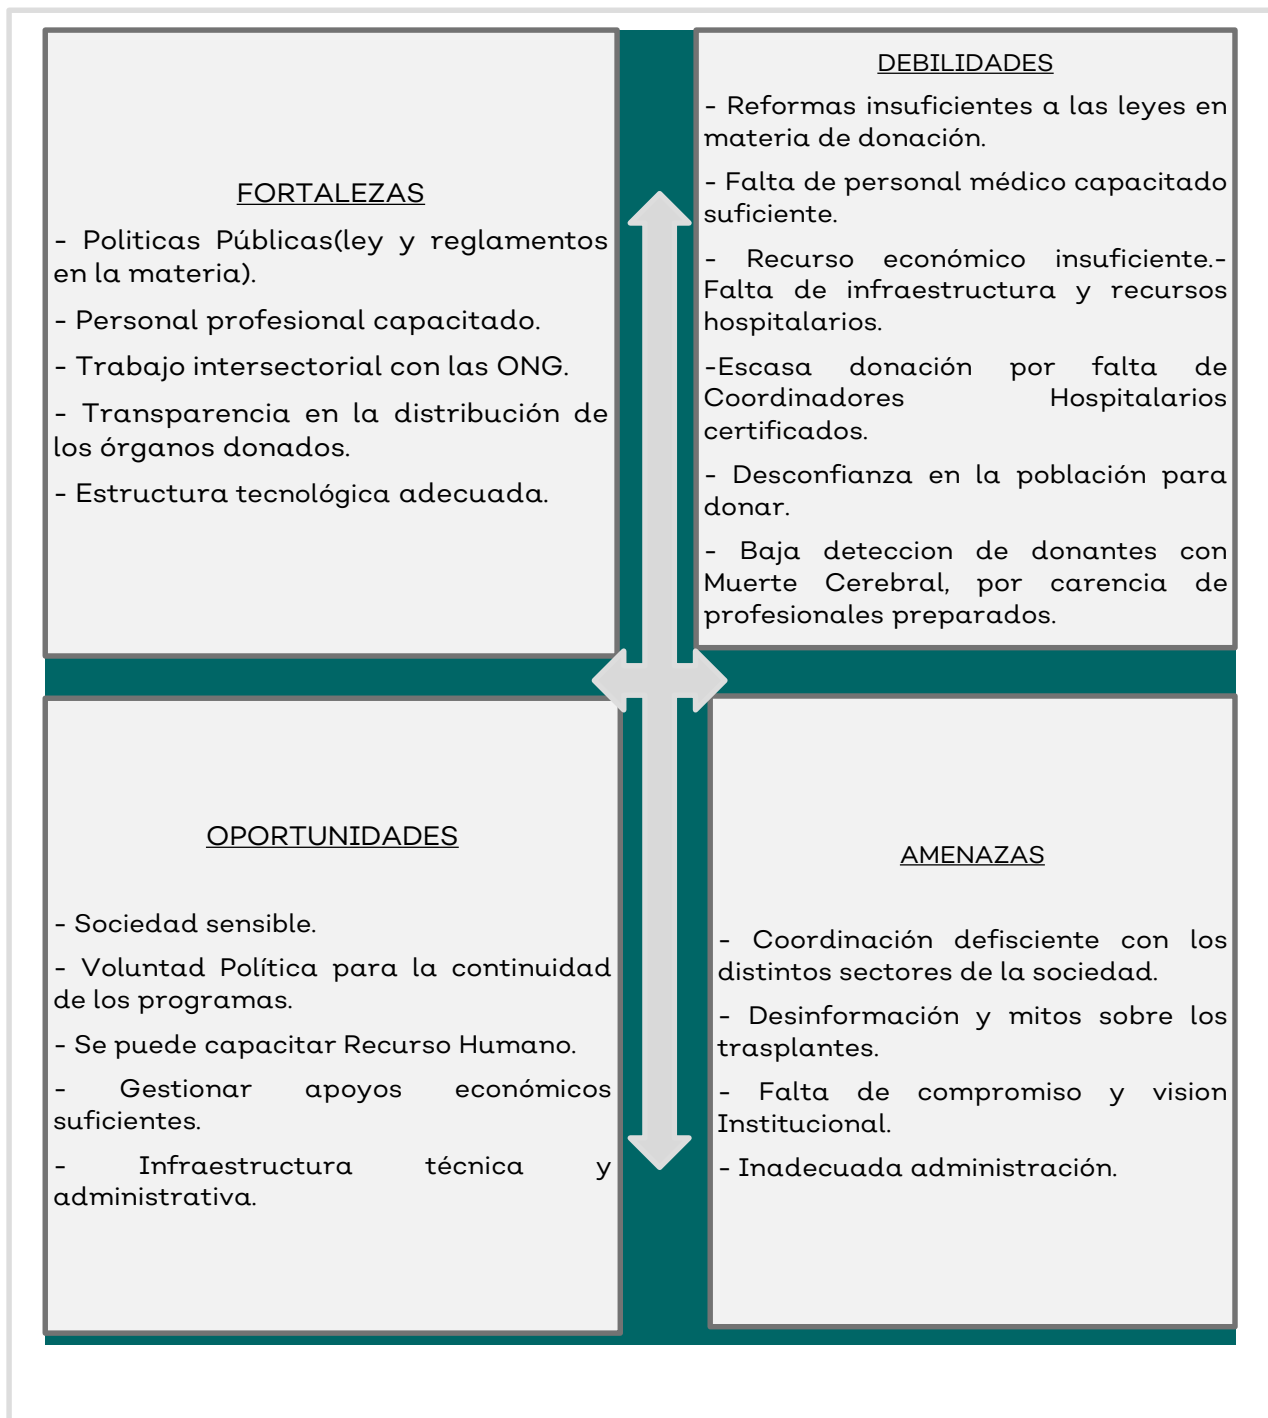 FORTALEZAS
- Politicas Públicas(ley y reglamentos
en la materia).
- Personal profesional capacitado.
- Trabajo intersectorial con las ONG.
- Transparencia en la distribución de
los órganos donados.
- Estructura tecnológica adecuada.
DEBILIDADES
- Reformas insuficientes a las leyes en
materia de donación.
- Falta de personal médico capacitado
suficiente.
- Recurso económico insuficiente.-
Falta de infraestructura y recursos
hospitalarios.
-Escasa donación por falta de
Coordinadores Hospitalarios
certificados.
- Desconfianza en la población para
donar.
- Baja deteccion de donantes con
Muerte Cerebral, por carencia de
profesionales preparados.
OPORTUNIDADES
- Sociedad sensible.
- Voluntad Política para la continuidad
de los programas.
- Se puede capacitar Recurso Humano.
- Gestionar apoyos económicos
suficientes.
- Infraestructura técnica y
administrativa.
AMENAZAS
- Coordinación defisciente con los
distintos sectores de la sociedad.
- Desinformación y mitos sobre los
trasplantes.
- Falta de compromiso y vision
Institucional.
- Inadecuada administración.